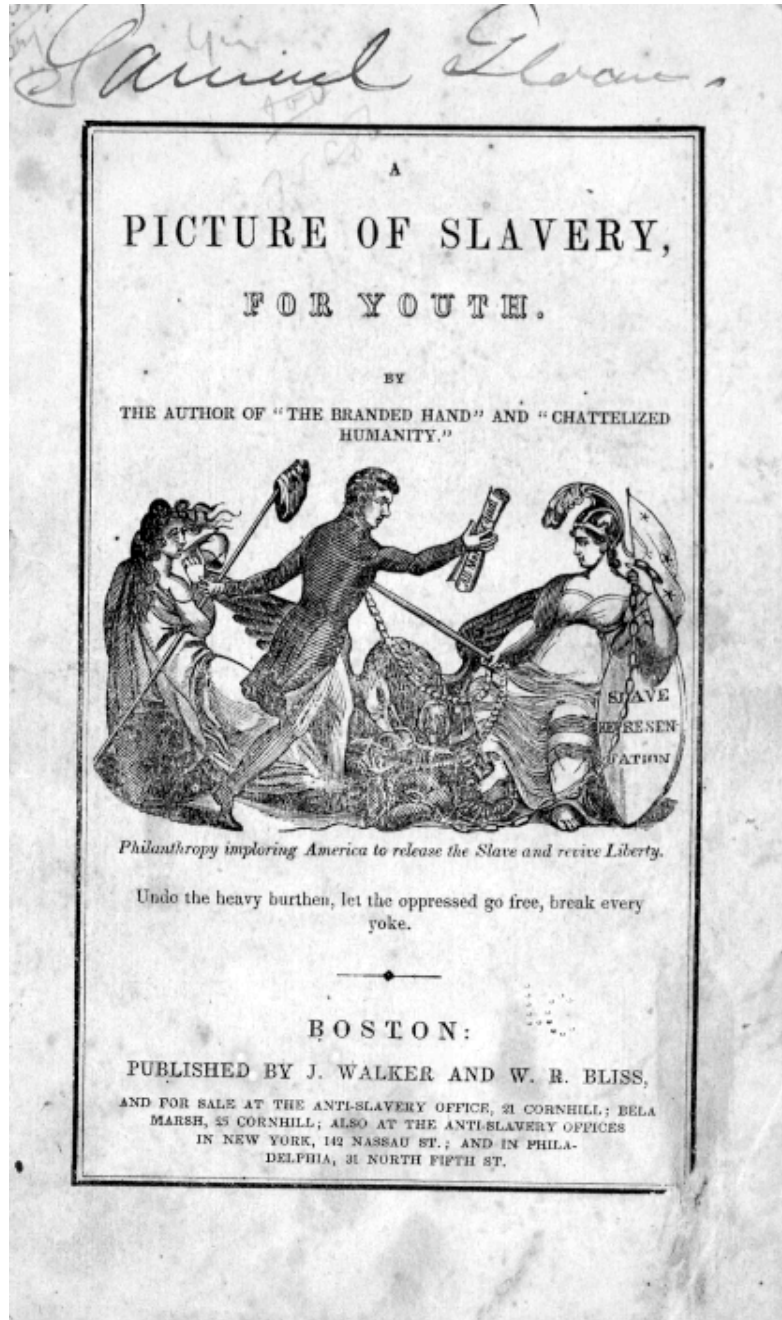 Samuel Sloan.
A
PICTURE OF SLAVERY,
FOR YOUTH.
BY
THE AUTHOR OF "THE BRANDED HAND" AND "CHATTELIZED
HUMANITY."
SLAVE
REPRESEN-
TATION
Philanthropy imploring America to release the Slave and revive Liberty.
Undo the heavy burthen, let the oppressed go free, break every
yoke.
BOSTON:
PUBLISHED BY J. WALKER AND W. R. BLISS,
AND FOR SALE AT THE ANTI-SLAVERY OFFICE, 21 CORNHILL; BELA
MARSH, 25 CORNHILL; ALSO AT THE ANTI-SLAVERY OFFICES
IN NEW YORK, 142 NASSAU ST.; AND IN PHILA-
DELPHIA, 31 NORTH FIFTH ST.